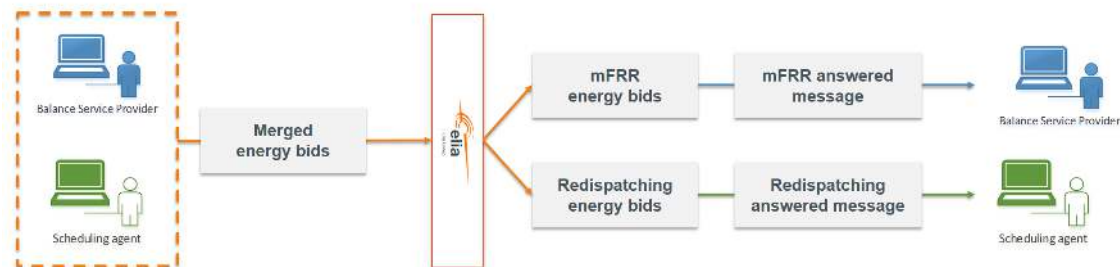 Balance Service Provider
Scheduling agent
Merged
energy bids
elia
mFRR
energy bids
mFRR answered
message
Redispatching
energy bids
Redispatching
answered message
Balance Service Provider
Scheduling agent